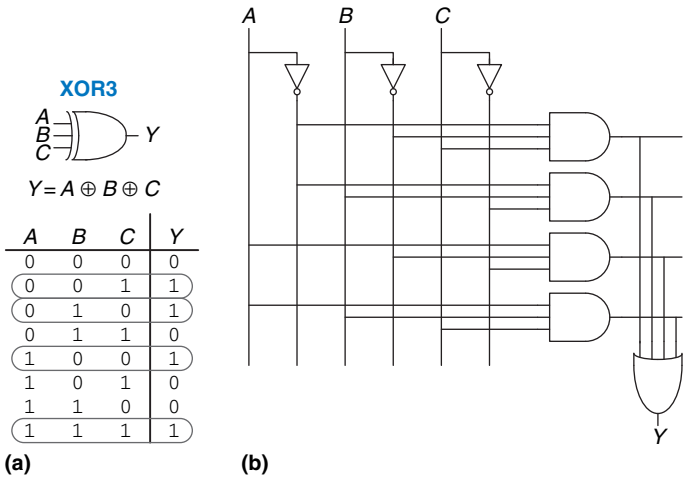 XOR3
A
B
C
Y
Y = A ⊕ B ⊕ C
A B C Y
0 0 0 0
0 0 1 1
0 1 0 1
0 1 1 0
1 0 0 1
1 0 1 0
1 1 0 0
1 1 1 1
(a)
A B C
Y
(b)